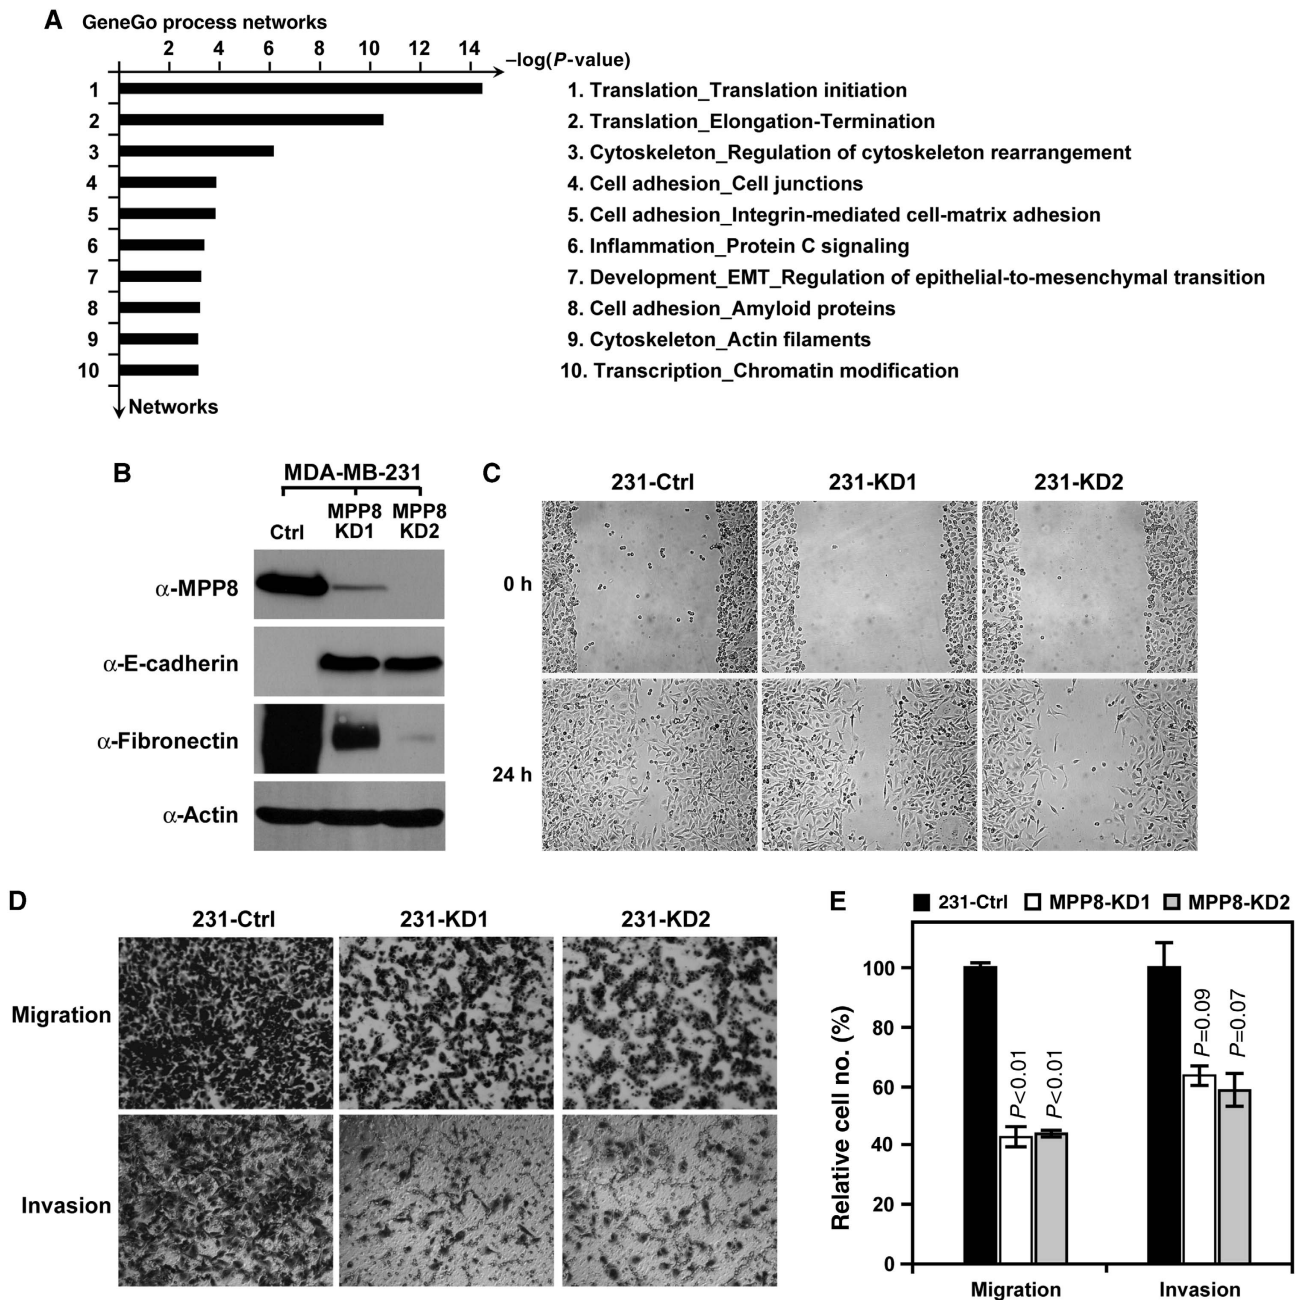 A GeneGo process networks
2 4 6 8 10 12 14
–log(P-value)
1 1. Translation_Translation initiation
2 2. Translation_Elongation-Termination
3 3. Cytoskeleton_Regulation of cytoskeleton rearrangement
4 4. Cell adhesion_Cell junctions
5 5. Cell adhesion_Integrin-mediated cell-matrix adhesion
6 6. Inflammation_Protein C signaling
7 7. Development_EMT_Regulation of epithelial-to-mesenchymal transition
8 8. Cell adhesion_Amyloid proteins
9 9. Cytoskeleton_Actin filaments
10 10. Transcription_Chromatin modification
Networks
B
MDA-MB-231
Ctrl
MPP8 KD1
MPP8 KD2
α-MPP8
α-E-cadherin
α-Fibronectin
α-Actin
C
231-Ctrl 231-KD1 231-KD2
0 h
24 h
D
231-Ctrl 231-KD1 231-KD2
Migration
Invasion
E
231-Ctrl MPP8-KD1 MPP8-KD2
Relative cell no. (%)
100
80
60
40
20
0
P<0.01
P<0.01
P=0.09
P=0.07
Migration Invasion